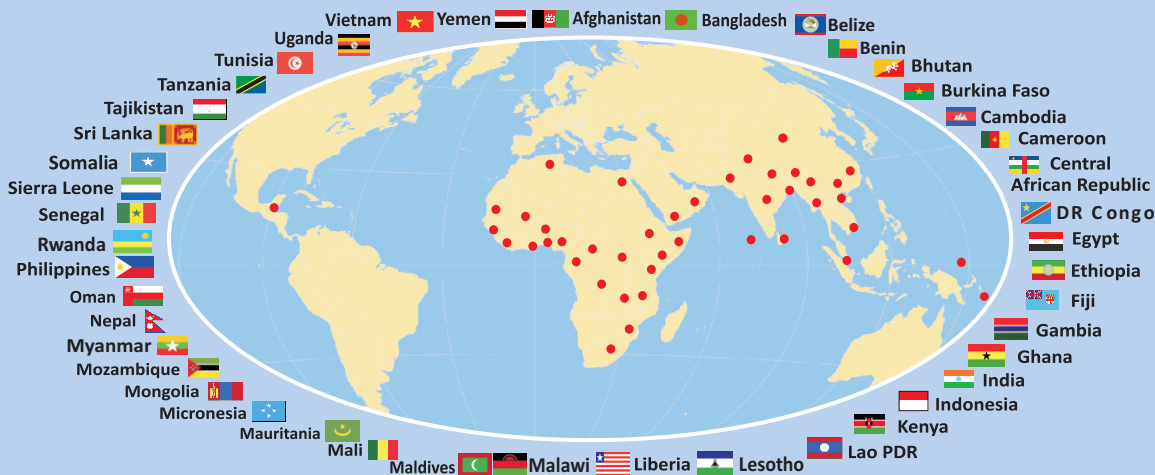 Vietnam
Yemen
Afghanistan
Bangladesh
Belize
Benin
Bhutan
Burkina Faso
Cambodia
Cameroon
Central
African Republic
DR Congo
Egypt
Ethiopia
Fiji
Gambia
Ghana
India
Indonesia
Kenya
Lao PDR
Lesotho
Liberia
Malawi
Maldives
Mali
Mauritania
Micronesia
Mongolia
Mozambique
Myanmar
Nepal
Oman
Philippines
Rwanda
Senegal
Sierra Leone
Somalia
Sri Lanka
Tajikistan
Tanzania
Tunisia
Uganda